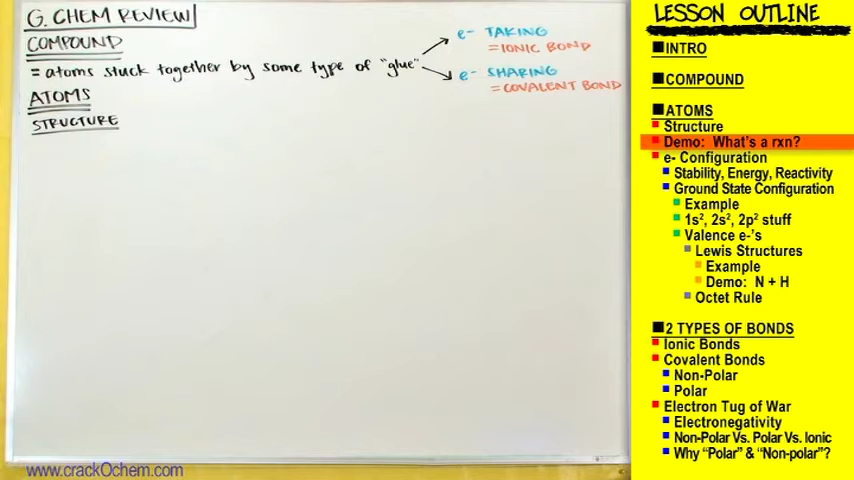 G. CHEM REVIEW
COMPOUND
= atoms stuck together by some type of "glue"
e- TAKING
= IONIC BOND
e- SHARING
= COVALENT BOND
ATOMS
STRUCTURE
www.crackOchem.com
LESSON OUTLINE
INTRO
COMPOUND
ATOMS
Structure
Demo: What's a rxn?
e- Configuration
Stability, Energy, Reactivity
Ground State Configuration
Example
1s², 2s², 2p² stuff
Valence e-'s
Lewis Structures
Example
Demo: N + H
Octet Rule
2 TYPES OF BONDS
Ionic Bonds
Covalent Bonds
Non-Polar
Polar
Electron Tug of War
Electronegativity
Non-Polar Vs. Polar Vs. Ionic
Why "Polar" & "Non-polar"?